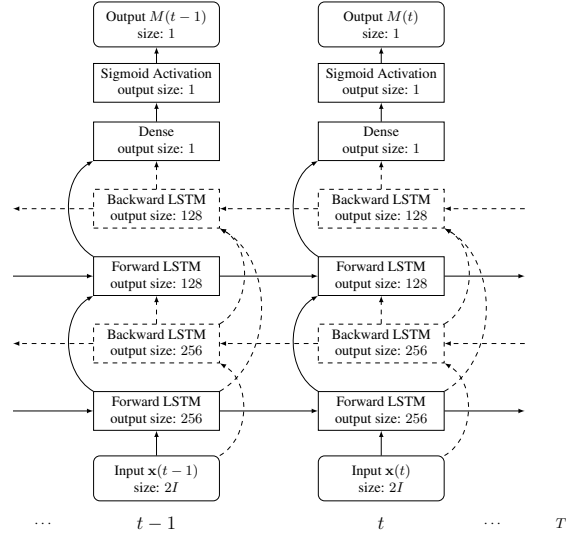 Output M(t − 1)
size: 1
Output M(t)
size: 1
Sigmoid Activation
output size: 1
Sigmoid Activation
output size: 1
Dense
output size: 1
Dense
output size: 1
Backward LSTM
output size: 128
Backward LSTM
output size: 128
Forward LSTM
output size: 128
Forward LSTM
output size: 128
Backward LSTM
output size: 256
Backward LSTM
output size: 256
Forward LSTM
output size: 256
Forward LSTM
output size: 256
Input x(t − 1)
size: 2I
Input x(t)
size: 2I
⋯ t − 1 t ⋯ T